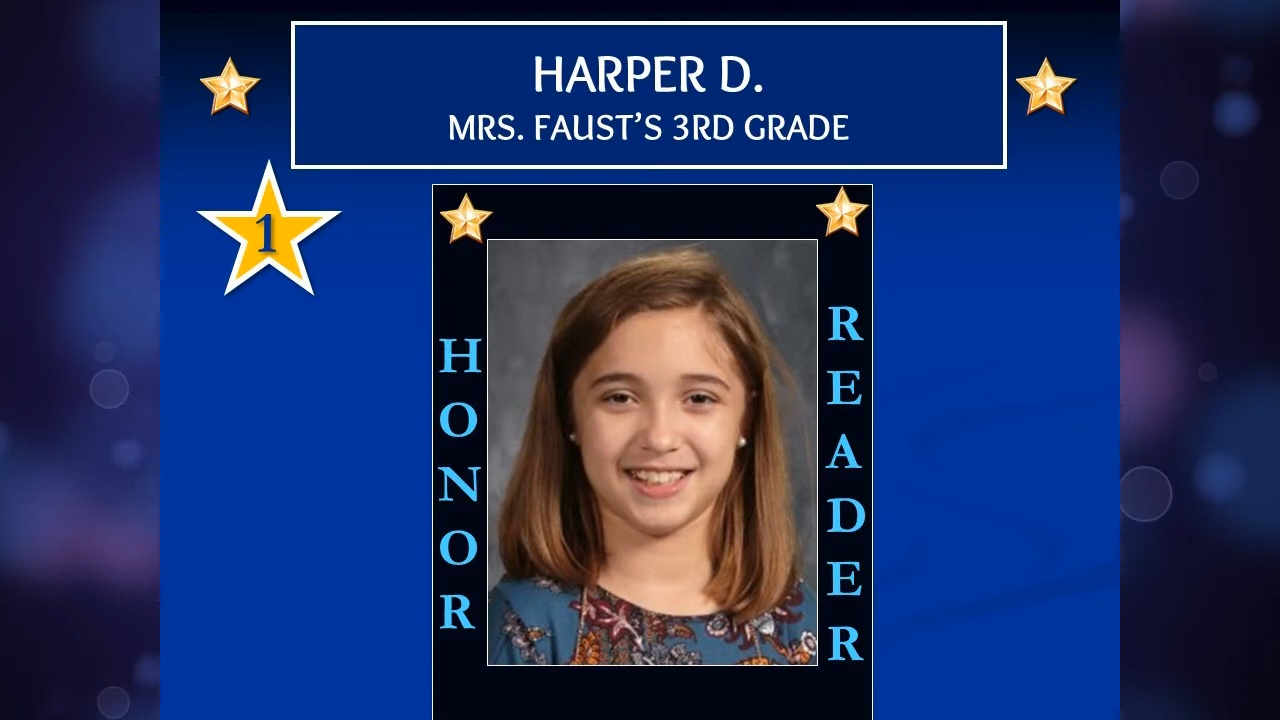 HARPER D.
MRS. FAUST’S 3RD GRADE
1
HONOR
READER